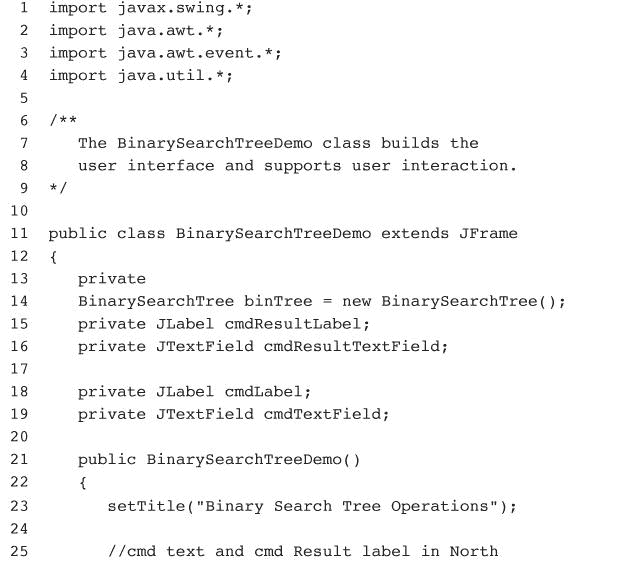 1 import javax.swing.*;
2 import java.awt.*;
3 import java.awt.event.*;
4 import java.util.*;
5
6 /**
7 The BinarySearchTreeDemo class builds the
8 user interface and supports user interaction.
9 */
10
11 public class BinarySearchTreeDemo extends JFrame
12 {
13 private
14 BinarySearchTree binTree = new BinarySearchTree();
15 private JLabel cmdResultLabel;
16 private JTextField cmdResultTextField;
17
18 private JLabel cmdLabel;
19 private JTextField cmdTextField;
20
21 public BinarySearchTreeDemo()
22 {
23 setTitle("Binary Search Tree Operations");
24
25 //cmd text and cmd Result label in North